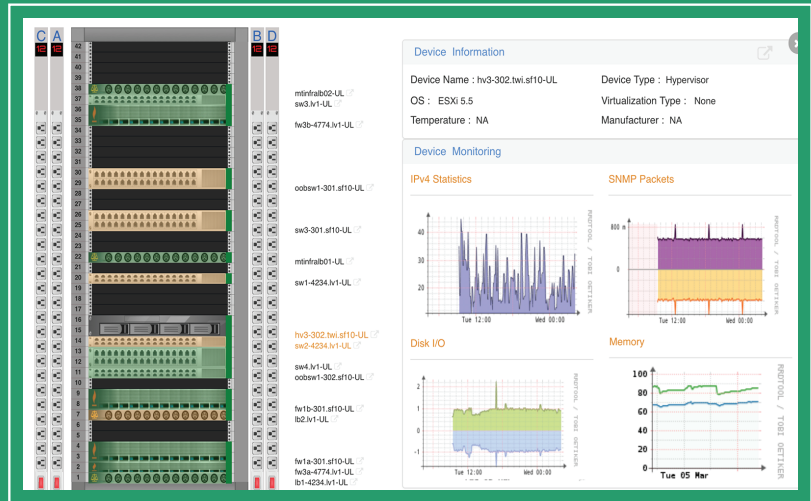 C A
B D
12 12
12 12
42
41
40
39
38
37
36
35
34
33
32
31
30
29
28
27
26
25
24
23
22
21
20
19
18
17
16
15
14
13
12
11
10
9
8
7
6
5
4
3
2
1
mtinfralb02-UL
sw3.lv1-UL
fw3b-4774.lv1-UL
oobsw1-301.sf10-UL
sw3-301.sf10-UL
mtinfralb01-UL
sw1-4234.lv1-UL
hv3-302.twi.sf10-UL
sw2-4234.lv1-UL
sw4.lv1-UL
oobsw1-302.sf10-UL
fw1b-301.sf10-UL
lb2.lv1-UL
fw1a-301.sf10-UL
fw3a-4774.lv1-UL
lb1-4234.lv1-UL
Device Information
Device Name : hv3-302.twi.sf10-UL
Device Type : Hypervisor
OS : ESXi 5.5
Virtualization Type : None
Temperature : NA
Manufacturer : NA
Device Monitoring
IPv4 Statistics
40
30
20
Tue 12:00 Wed 00:00
RRDTOOL / TOBI OETIKER
SNMP Packets
800 m
0
Tue 12:00 Wed 00:00
RRDTOOL / TOBI OETIKER
Disk I/O
2
1
0
-1
Tue 12:00 Wed 00:00
RRDTOOL / TOBI OETIKER
Memory
100
80
60
40
20
0
Tue 05 Mar
RRDTOOL / TOBI OETIKER